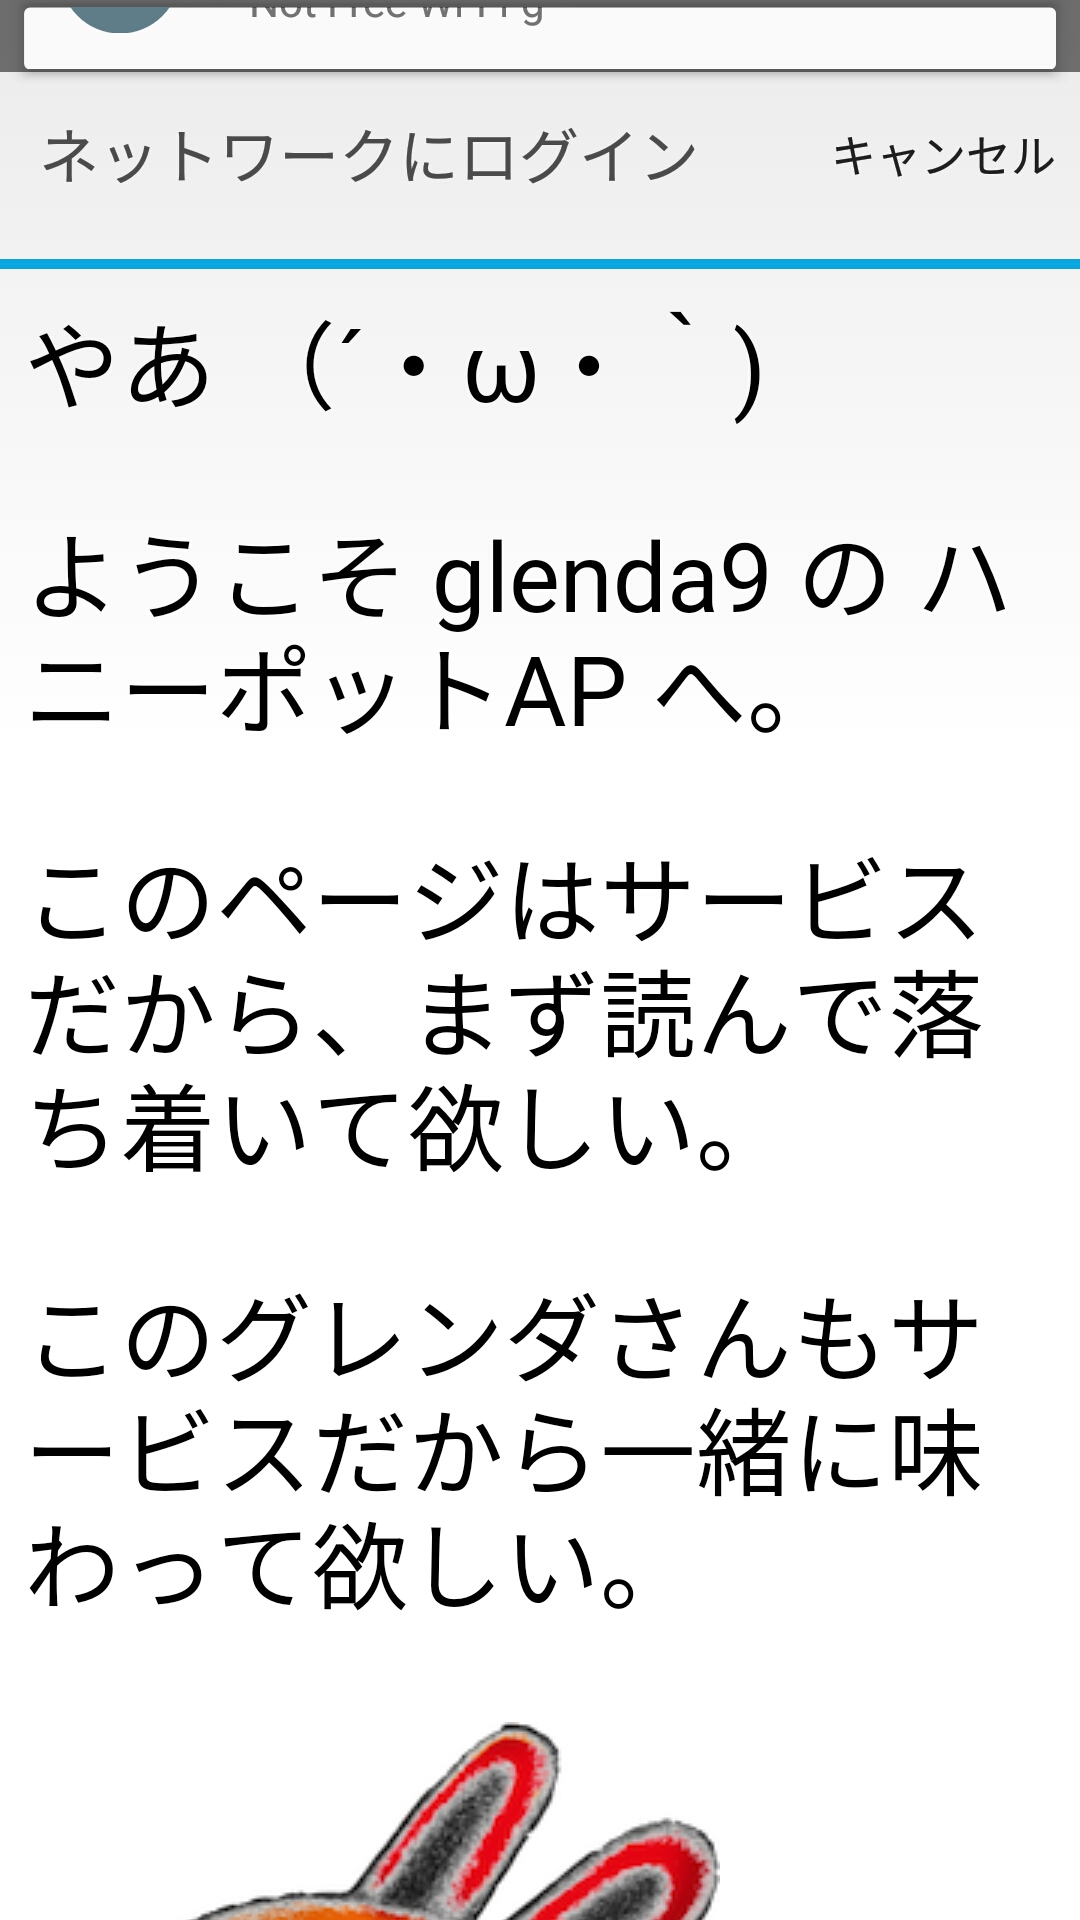 Not Free Wi-Fi g
ネットワークにログイン
キャンセル
やあ （´・ω・｀）
ようこそ glenda9 の ハ
ニーポットAP へ。
このページはサービス
だから、まず読んで落
ち着いて欲しい。
このグレンダさんもサ
ービスだから一緒に味
わって欲しい。